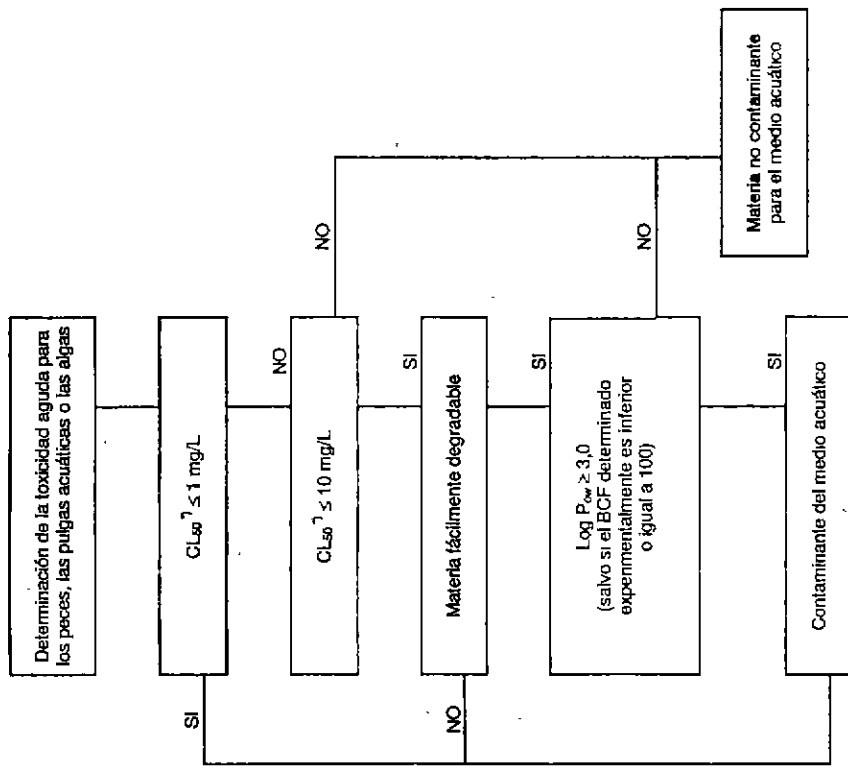 Determinación de la toxicidad aguda para
los peces, las pulgas acuáticas o las algas
CL₅₀ *) ≤ 1 mg/L
SI
NO
CL₅₀ *) ≤ 10 mg/L
NO
SI
Materia fácilmente degradable
NO
SI
Log Pow ≥ 3,0
(salvo si el BCF determinado
experimentalmente es inferior
o igual a 100)
NO
SI
Contaminante del medio acuático
Materia no contaminante
para el medio acuático